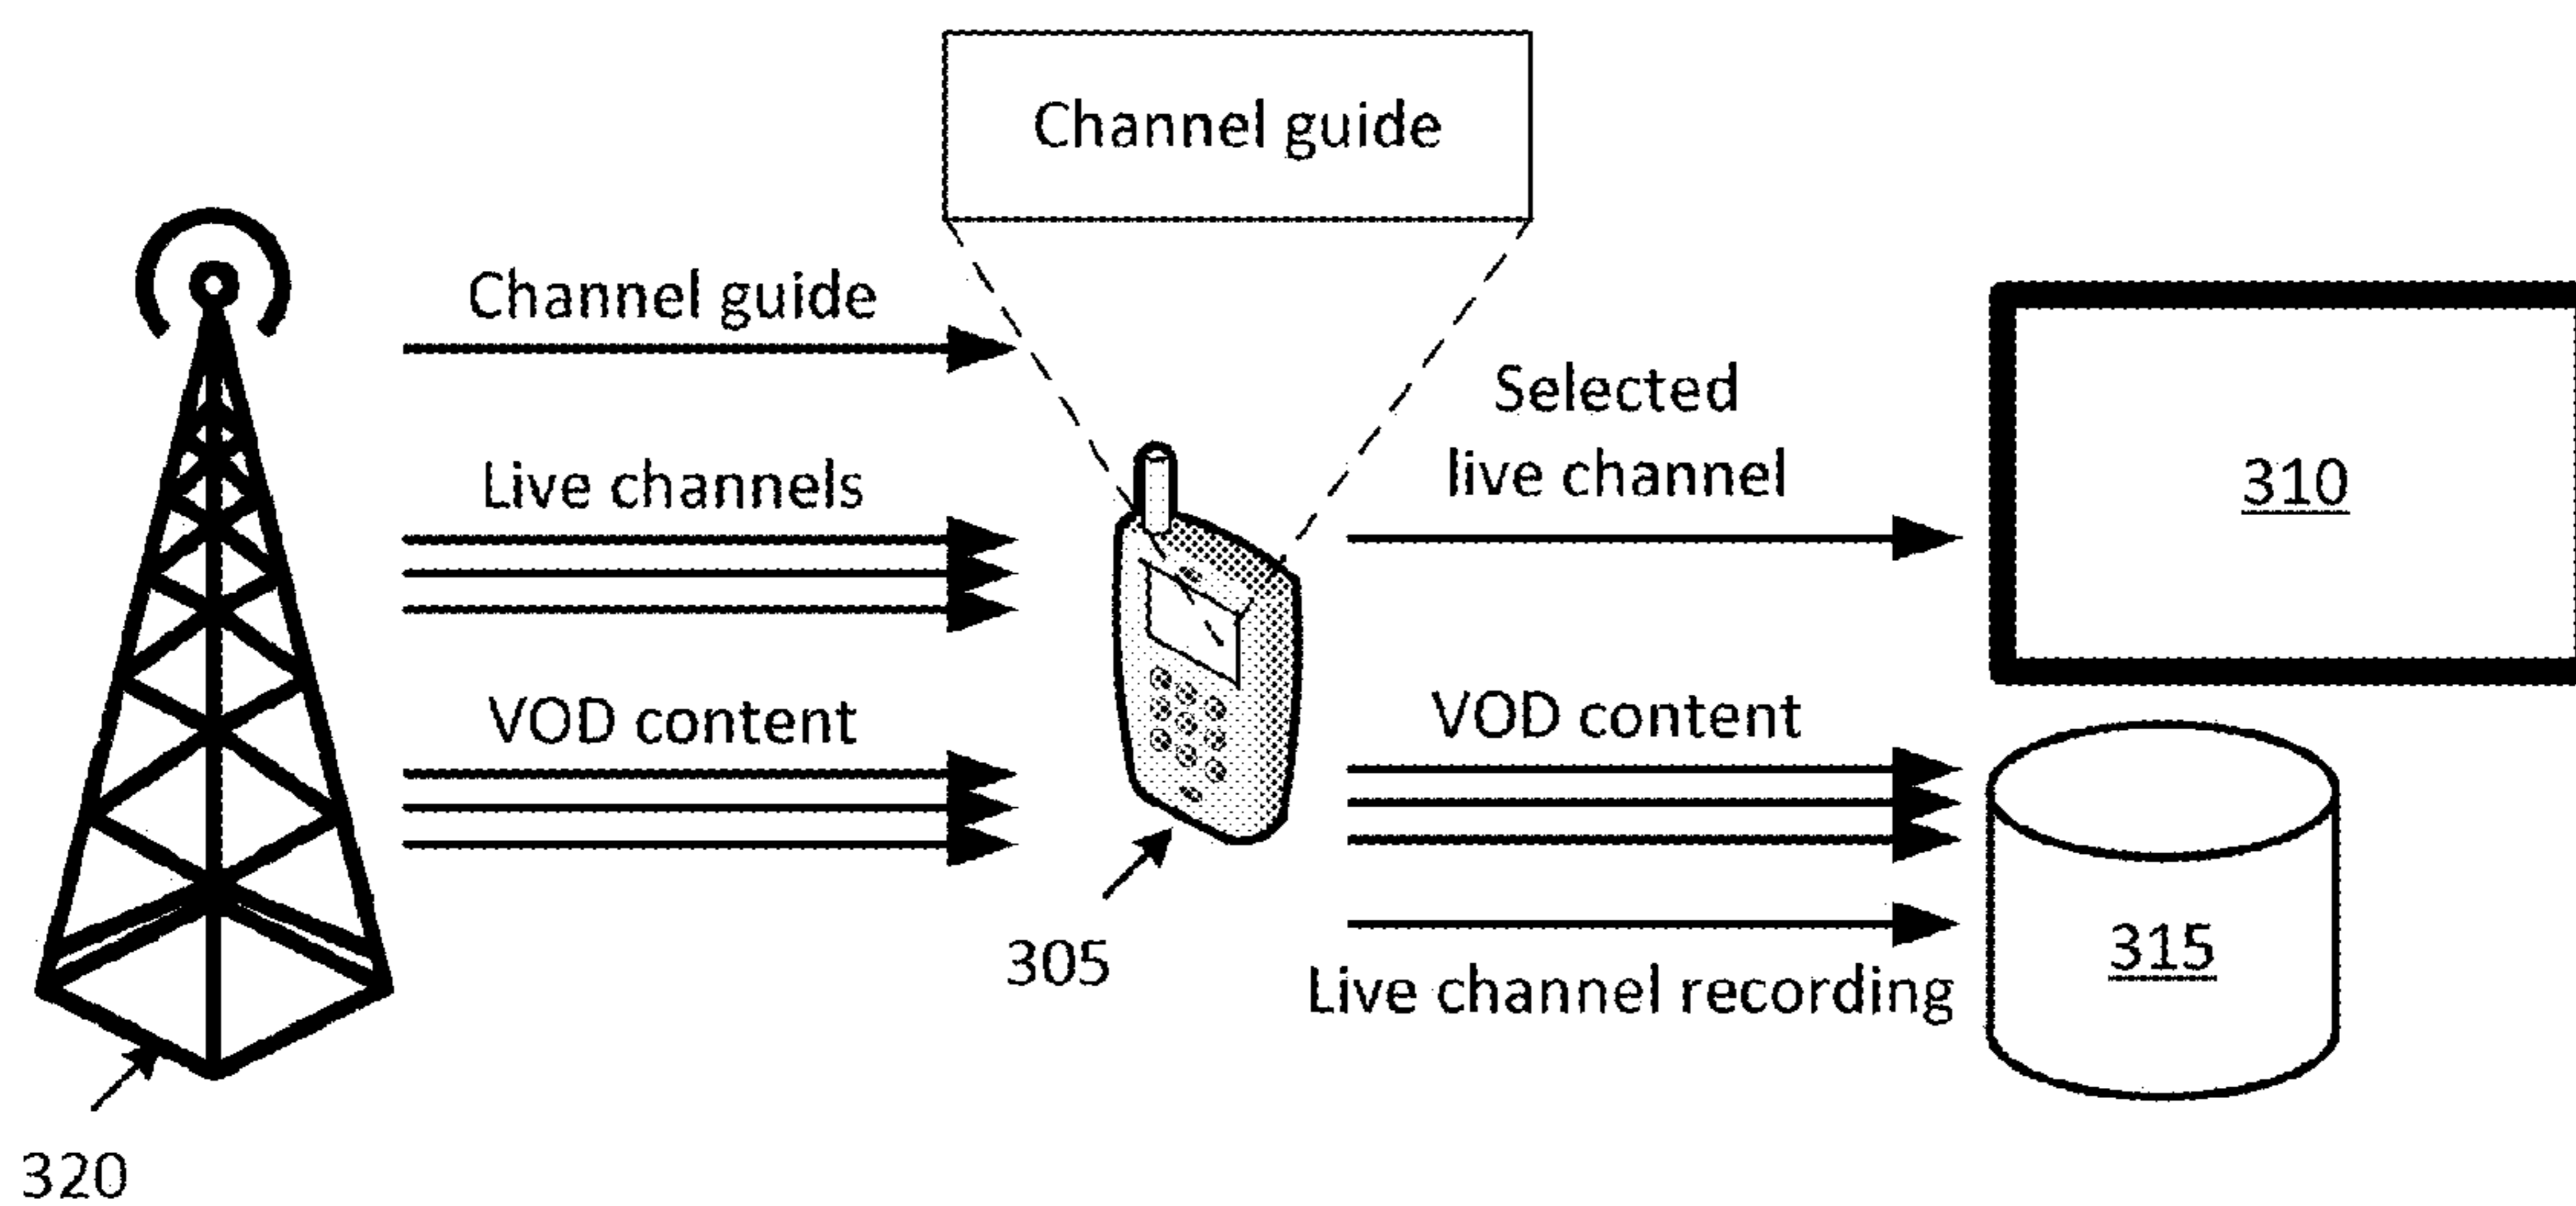 Channel guide
Channel guide
Selected
live channel
310
Live channels
VOD content
VOD content
305
315
Live channel recording
320